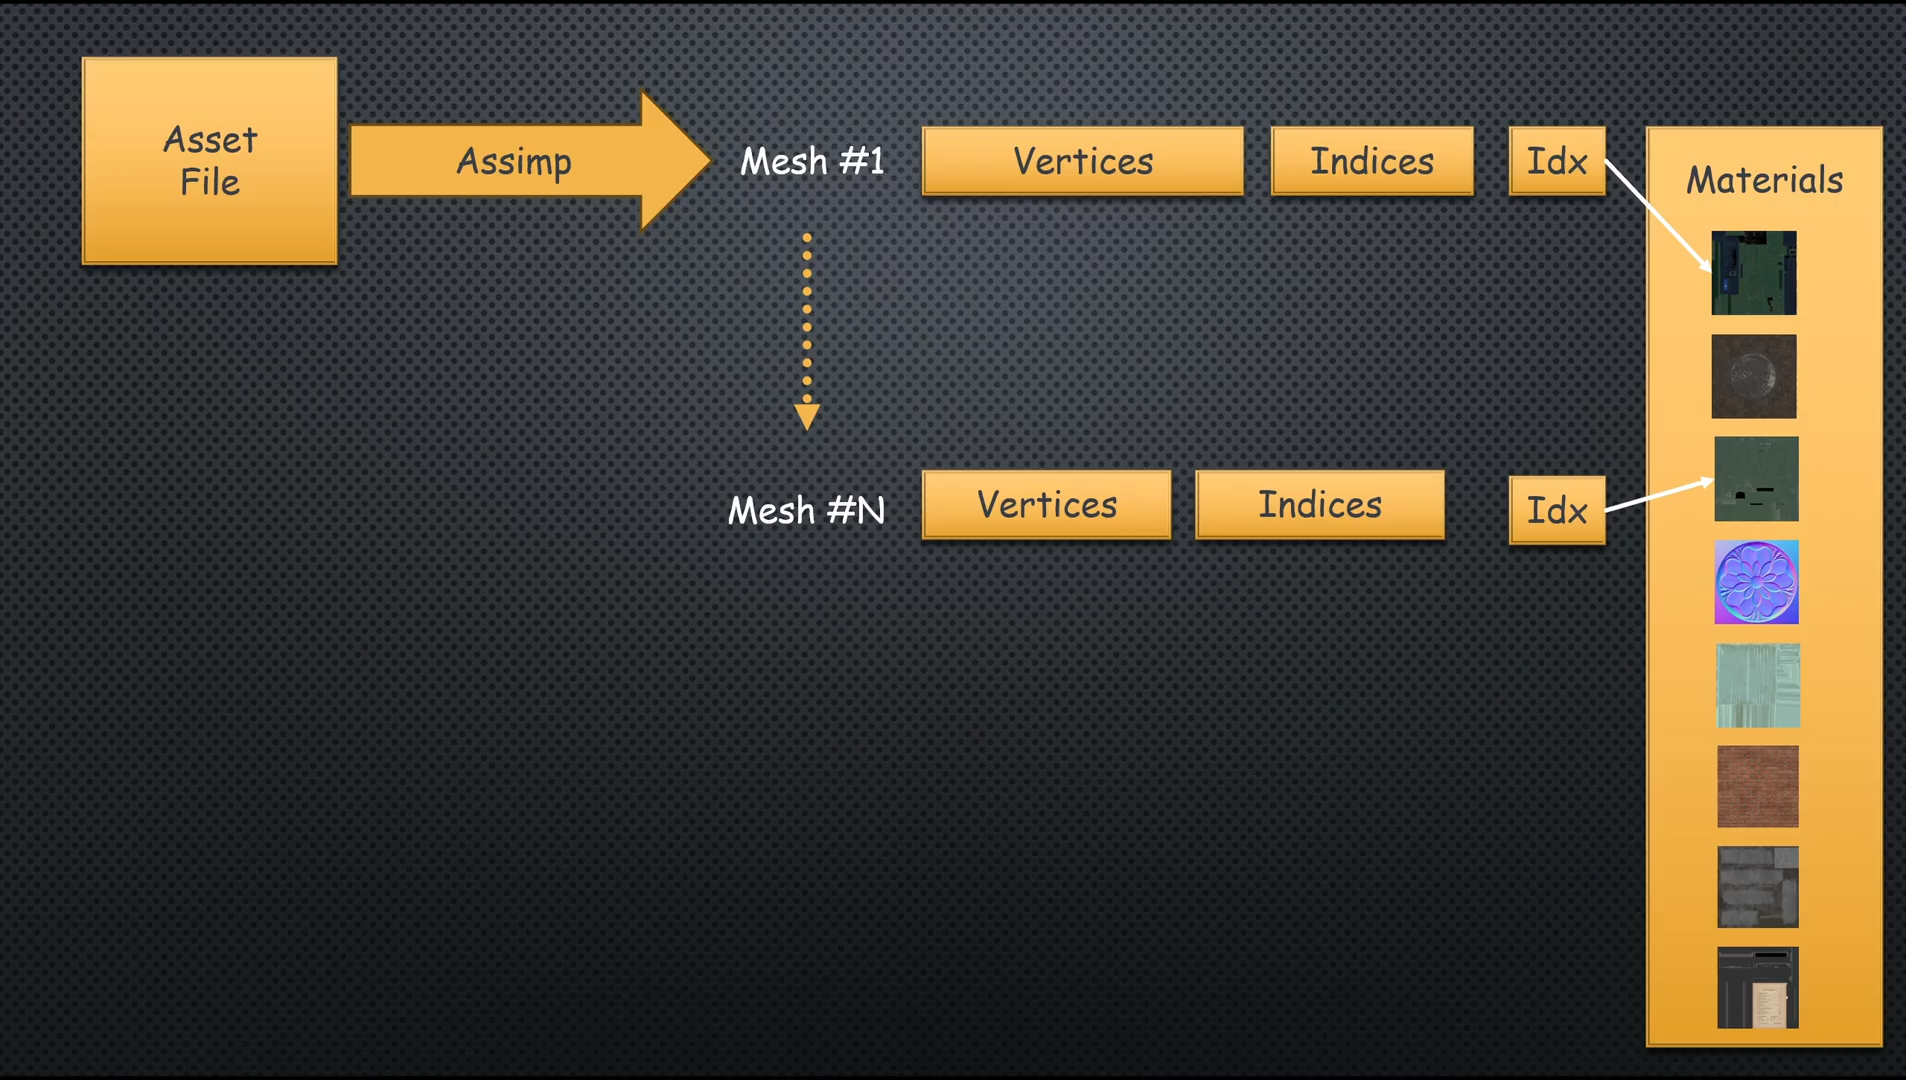 Asset
File
Assimp
Mesh #1
Vertices
Indices
Idx
Materials
Mesh #N
Vertices
Indices
Idx